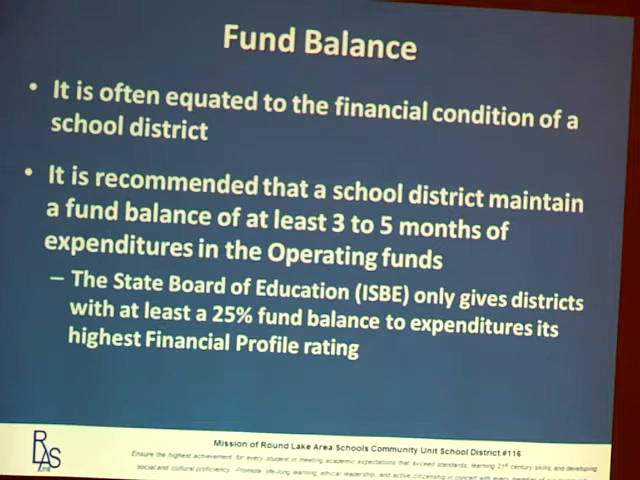 Fund Balance
• It is often equated to the financial condition of a
school district
• It is recommended that a school district maintain
a fund balance of at least 3 to 5 months of
expenditures in the Operating funds
– The State Board of Education (ISBE) only gives districts
with at least a 25% fund balance to expenditures its
highest Financial Profile rating
RLAS
Mission of Round Lake Area Schools Community Unit School District #116
Ensure the highest achievement for every student in meeting academic expectations that exceed standards, learning 21st century skills, and developing
social and cultural proficiency. Promote life-long learning, ethical leadership, and active citizenship in concert with every member of